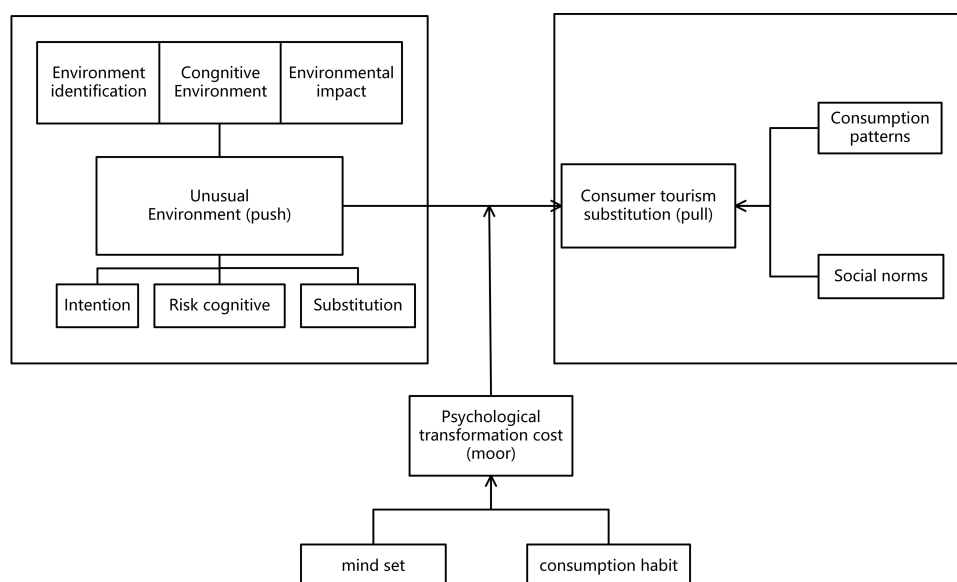 Environment
identification
Congnitive
Environment
Environmental
impact
Unusual
Environment (push)
Intention
Risk cognitive
Substitution
Consumer tourism
substitution (pull)
Consumption
patterns
Social norms
Psychological
transformation cost
(moor)
mind set
consumption habit